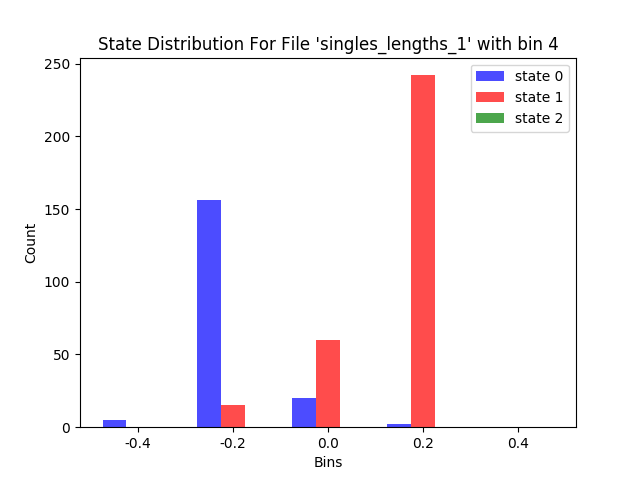 State Distribution For File 'singles_lengths_1' with bin 4
250
200
150
100
50
0
Count
state 0
state 1
state 2
-0.4
-0.2
0.0
0.2
0.4
Bins